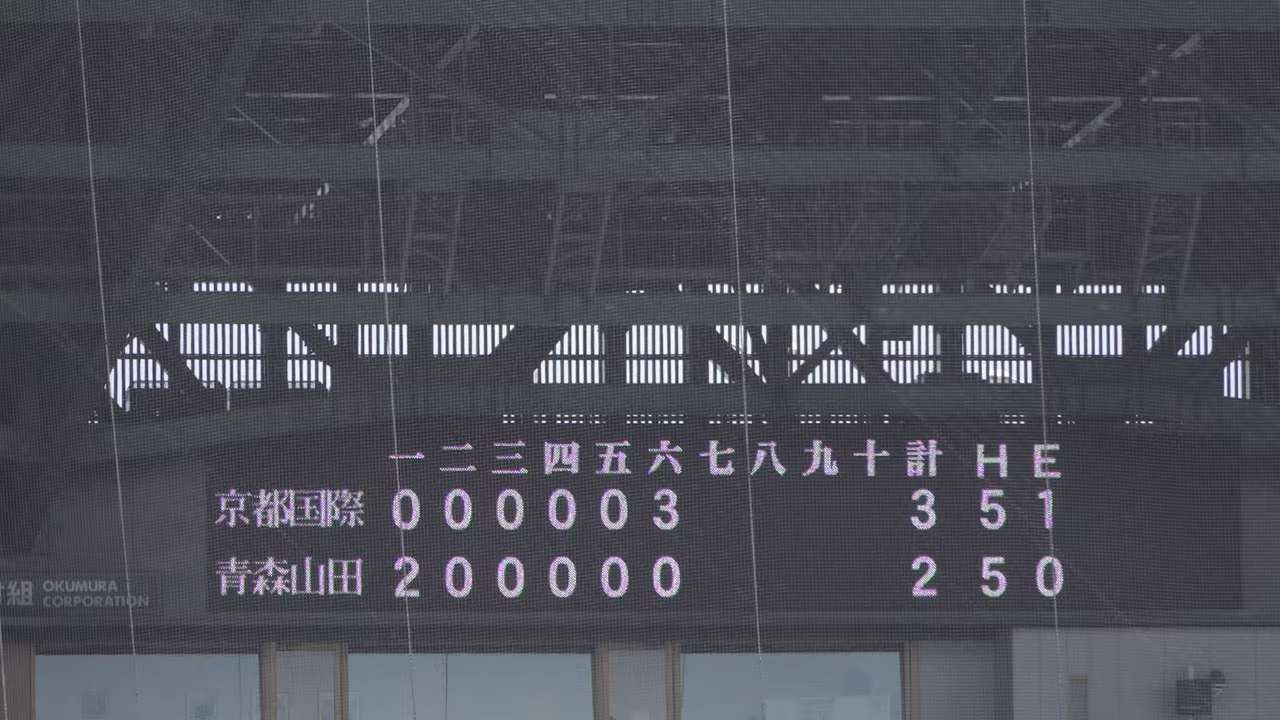 一 二 三 四 五 六 七 八 九 十 計 H E
京都国際 0 0 0 0 0 3 3 5 1
青森山田 2 0 0 0 0 0 2 5 0
組 OKUMURA
CORPORATION